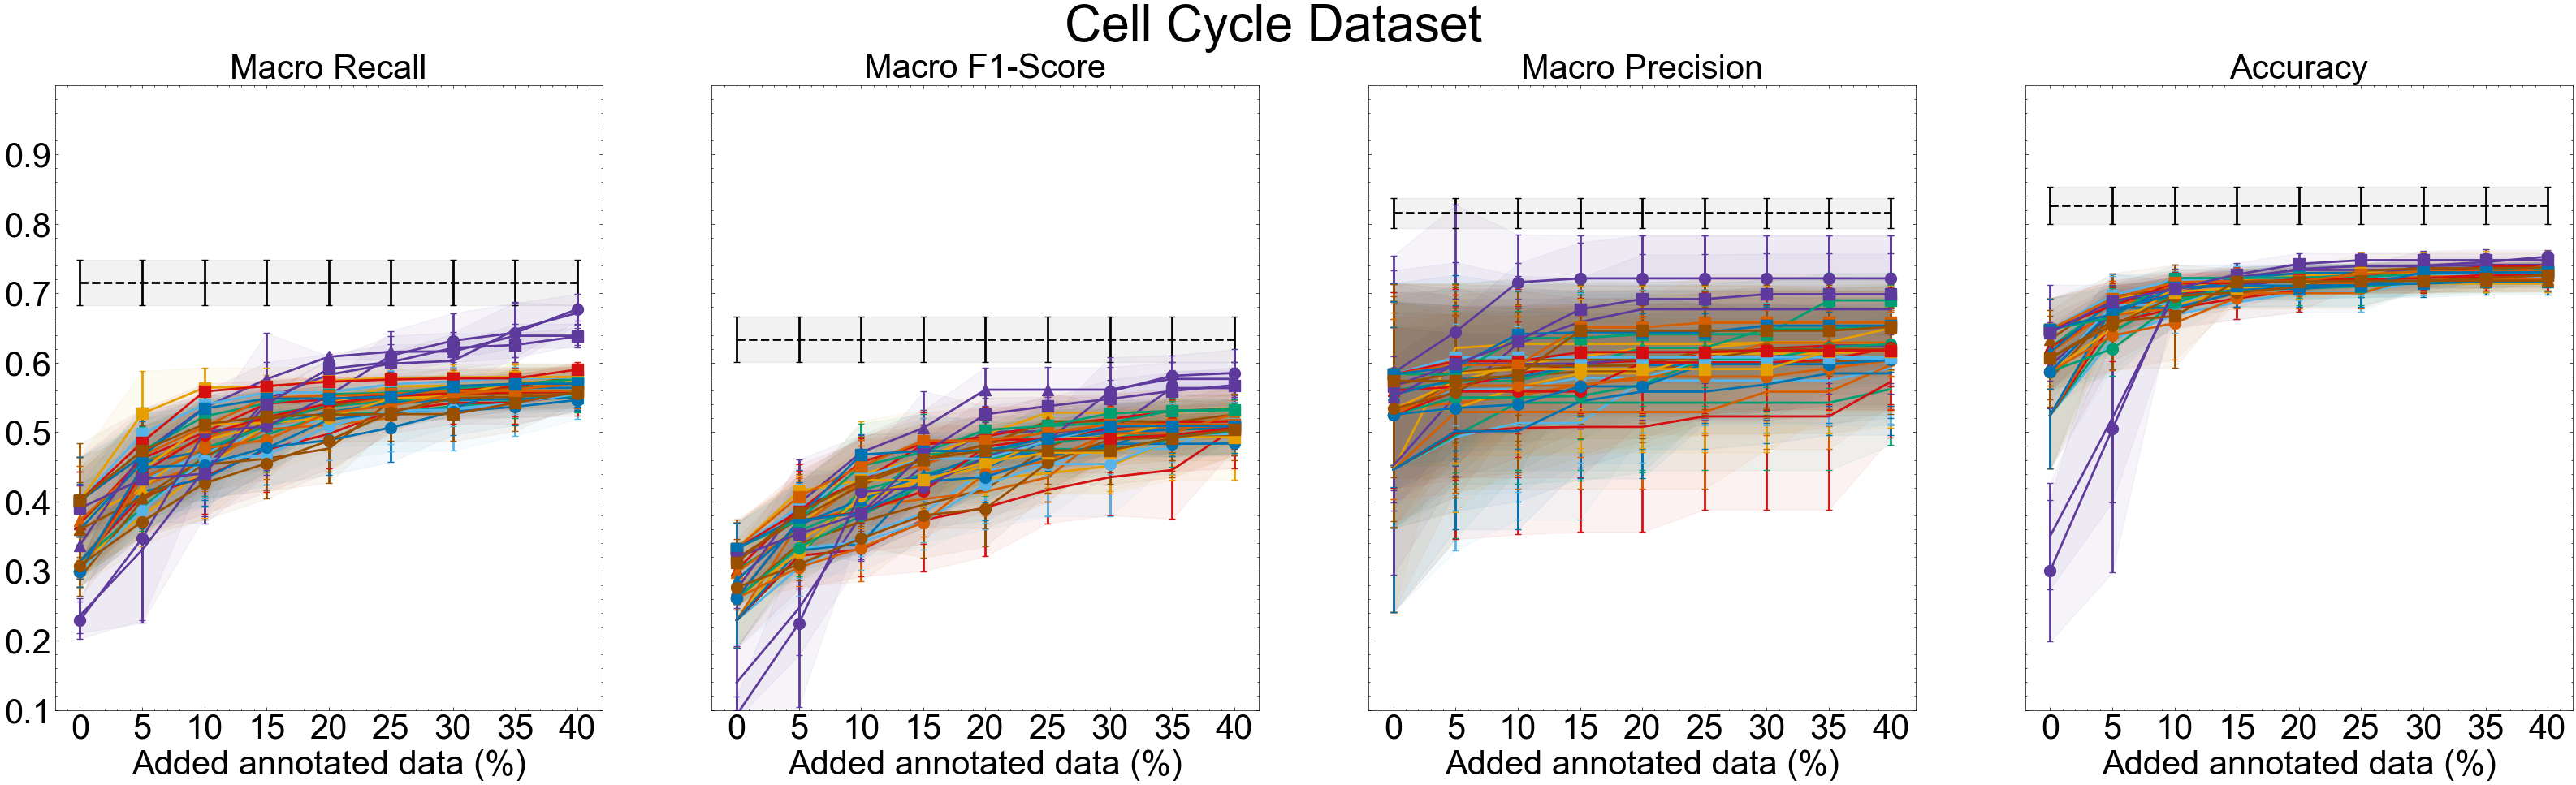 Cell Cycle Dataset
Macro Recall
Macro F1-Score
Macro Precision
Accuracy
0.9
0.8
0.7
0.6
0.5
0.4
0.3
0.2
0.1
0 5 10 15 20 25 30 35 40
0 5 10 15 20 25 30 35 40
0 5 10 15 20 25 30 35 40
0 5 10 15 20 25 30 35 40
Added annotated data (%)
Added annotated data (%)
Added annotated data (%)
Added annotated data (%)